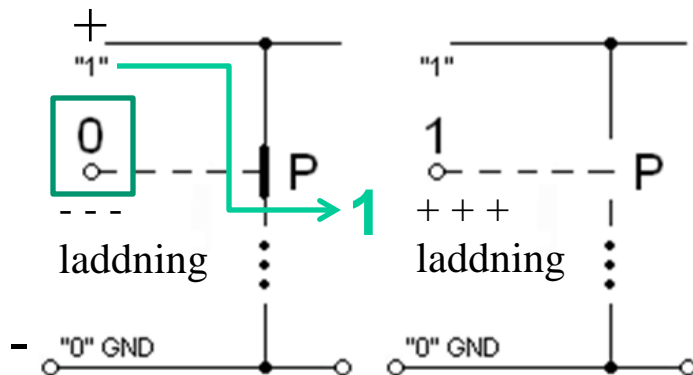 +
"1"
0
P
1
- - -
laddning
-
"0" GND
"1"
1
P
+ + +
laddning
"0" GND